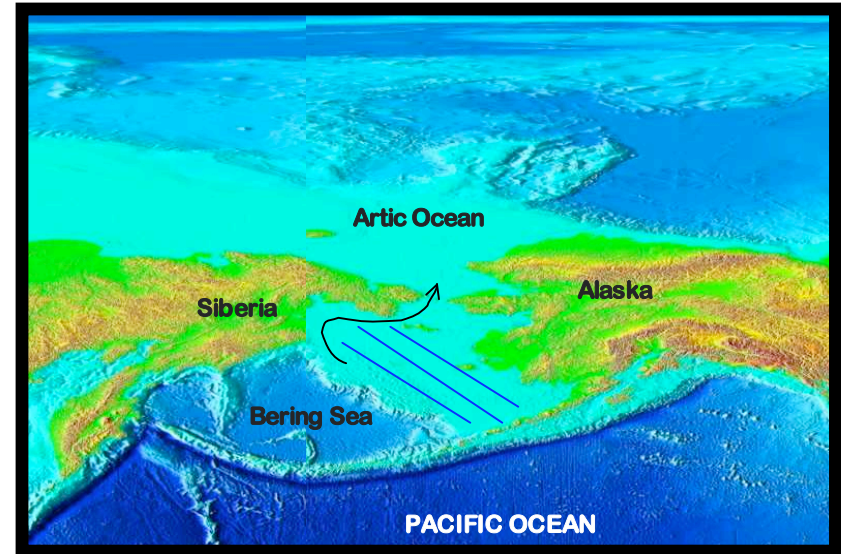 Artic Ocean
Alaska
Siberia
Bering Sea
PACIFIC OCEAN